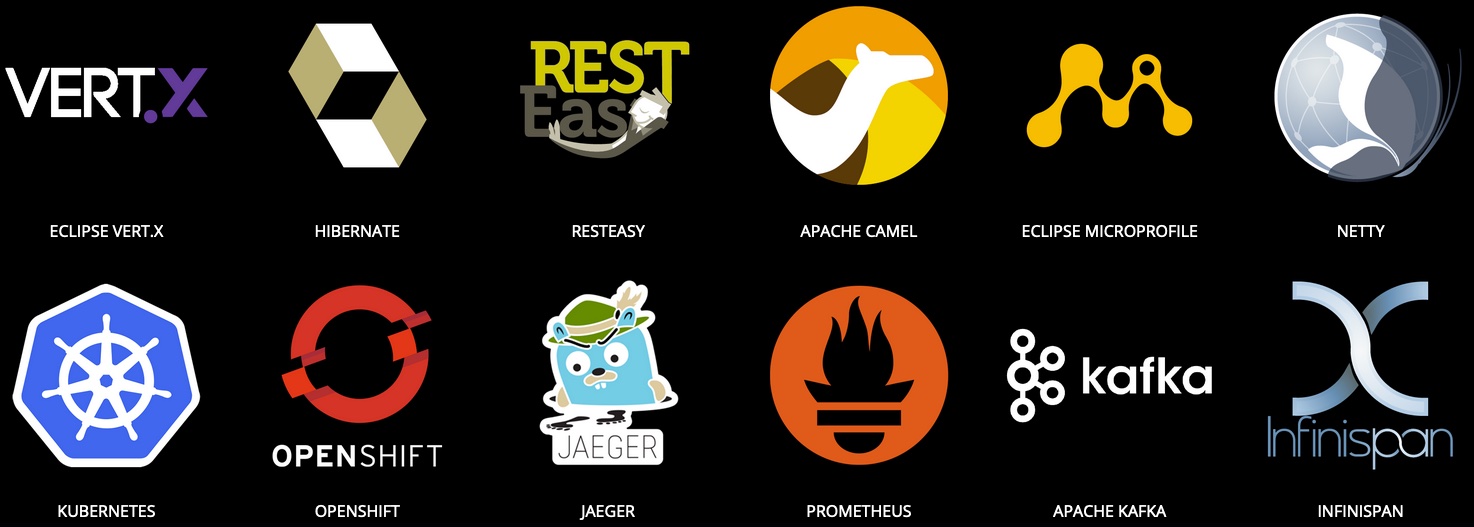 VERT.X
REST
Easy
ECLIPSE VERT.X
HIBERNATE
RESTEASY
APACHE CAMEL
ECLIPSE MICROPROFILE
NETTY
OPENSHIFT
JAEGER
kafka
Infinispan
KUBERNETES
OPENSHIFT
JAEGER
PROMETHEUS
APACHE KAFKA
INFINISPAN